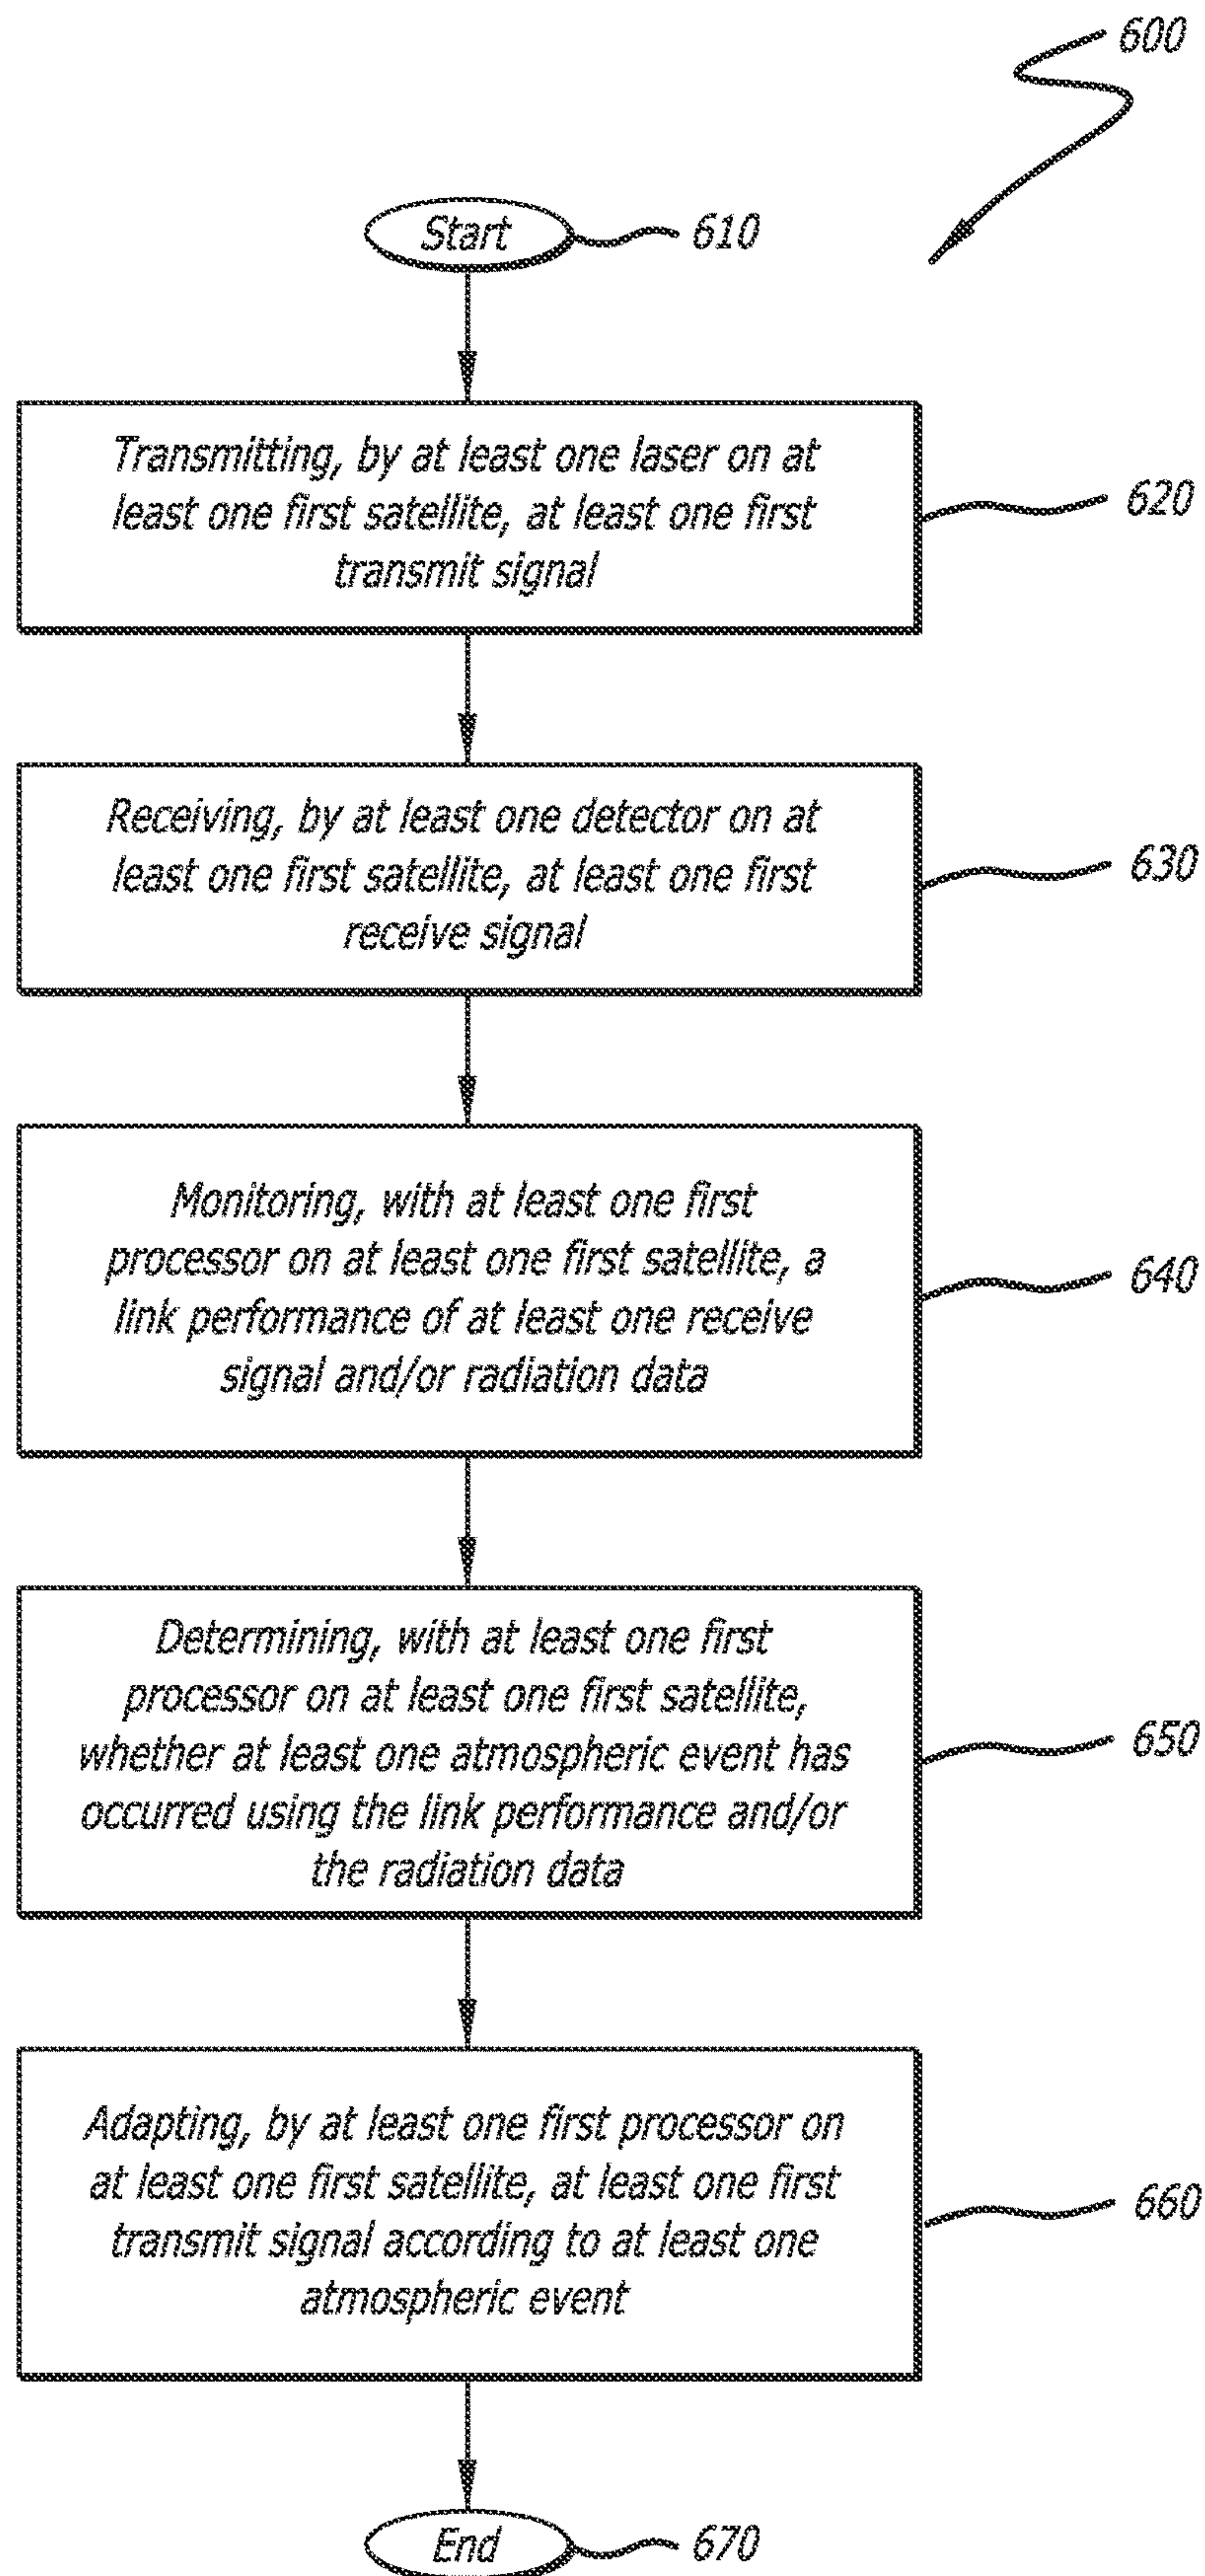 600
Start
610
Transmitting, by at least one laser on at
least one first satellite, at least one first
transmit signal
620
Receiving, by at least one detector on at
least one first satellite, at least one first
receive signal
630
Monitoring, with at least one first
processor on at least one first satellite, a
link performance of at least one receive
signal and/or radiation data
640
Determining, with at least one first
processor on at least one first satellite,
whether at least one atmospheric event has
occurred using the link performance and/or
the radiation data
650
Adapting, by at least one first processor on
at least one first satellite, at least one first
transmit signal according to at least one
atmospheric event
660
End
670